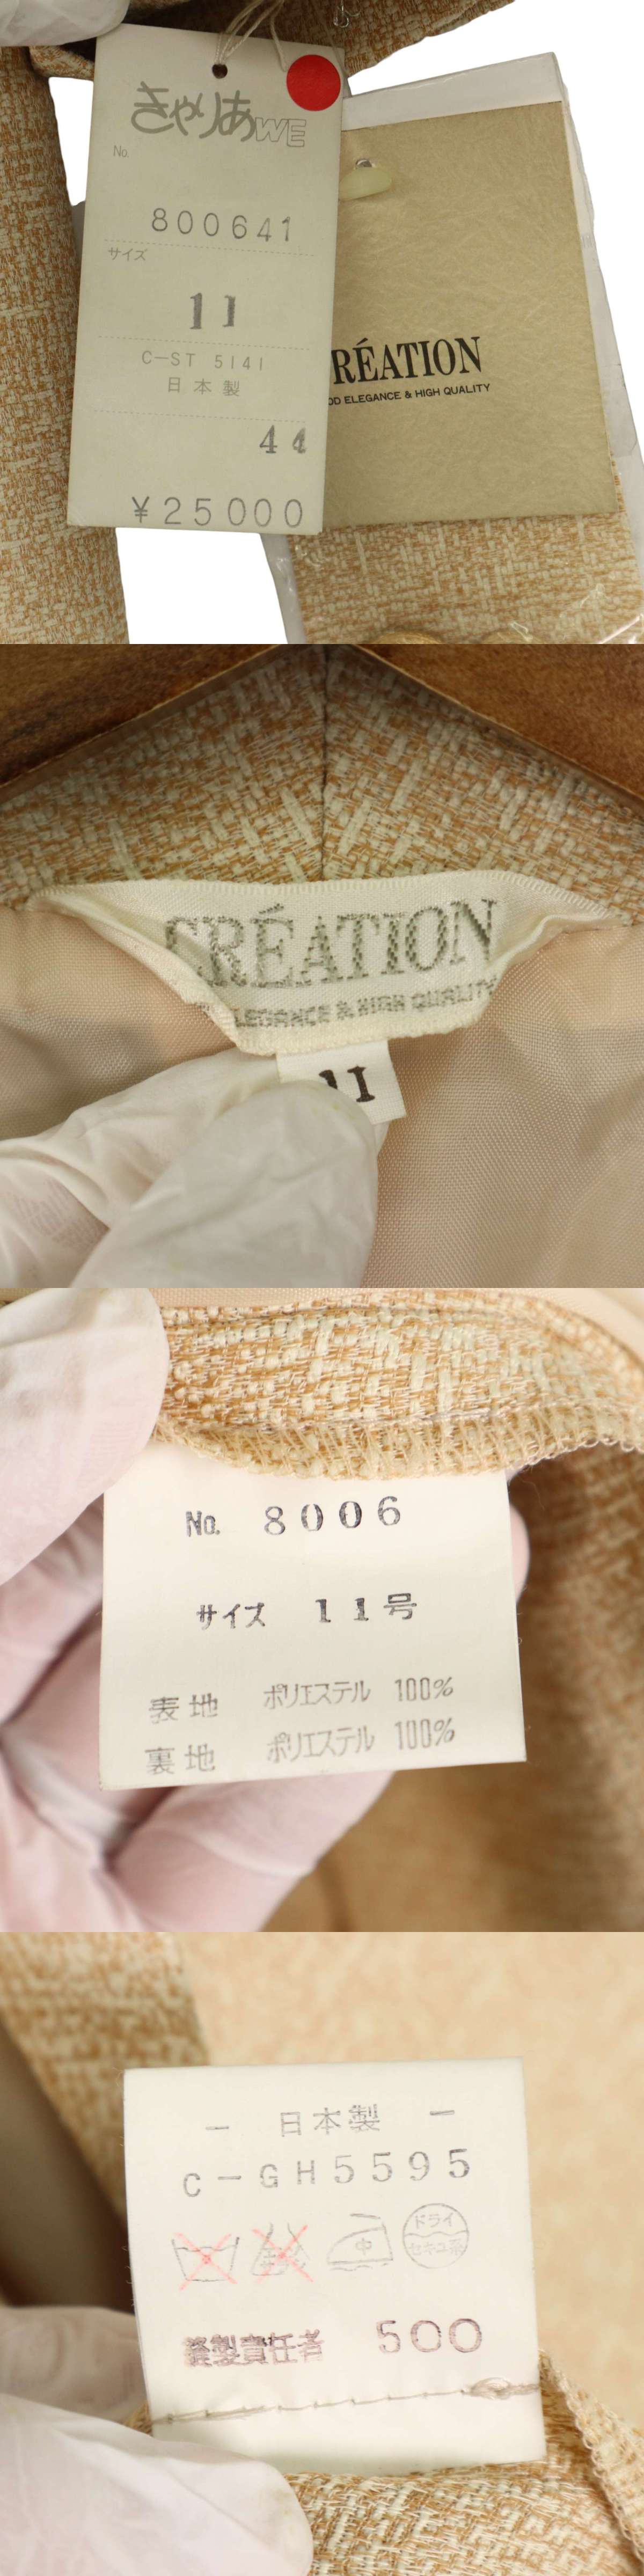 きゃりあWE
No.
800641
サイズ
11
C-ST 5141
日本製
44
¥25000
RÉATION
OD ELEGANCE & HIGH QUALITY
CRÉATION
LEGANCE & HIGH QUALITY
11
No. 8006
サイズ 11号
表地 ポリエステル 100%
裏地 ポリエステル 100%
- 日本製 -
C-GH5595
中
ドライ
セキユ系
縫製責任者 500